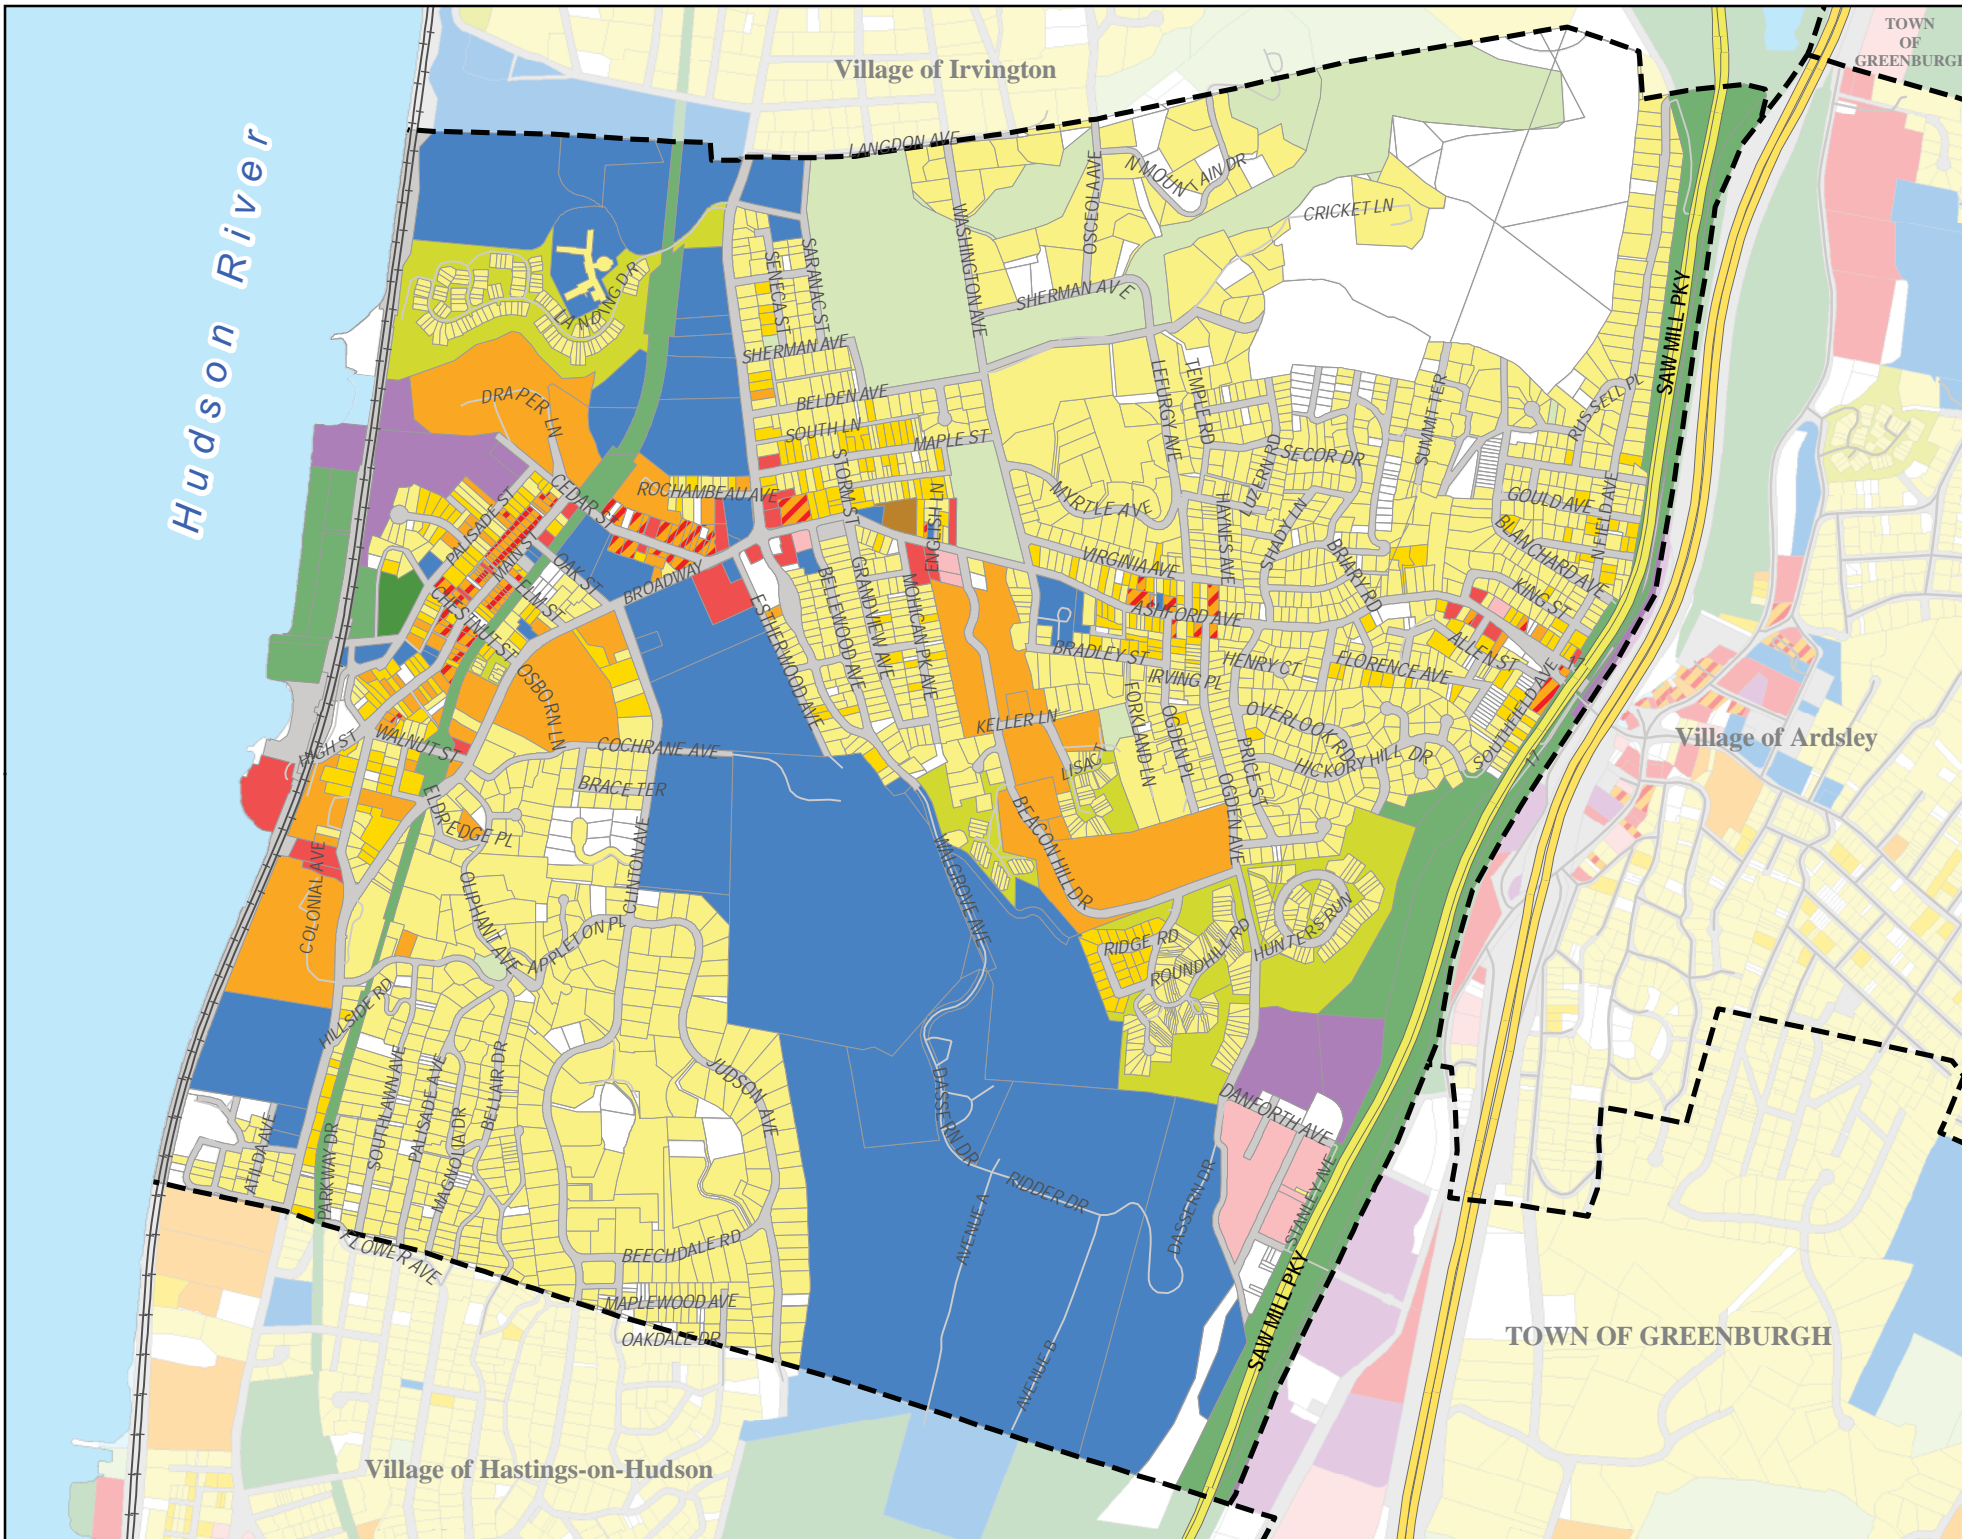 TOWN
OF
GREENBURGH
Village of Irvington
Hudson River
LANGDON AVE
N MOUNTAIN DR
OSCEOLA AVE
CRICKET LN
WASHINGTON AVE
SARANAC ST
SENECA ST
SHERMAN AVE
LANDING DR
SAW MILL PKY
SHERMAN AVE
BELDEN AVE
LEFURGY AVE
TEMPLE RD
SUMMIT TER
RUSSELL PL
DRAPER LN
SOUTH LN
MAPLE ST
STORM ST
LUZERN RD
SECOR DR
CEDAR ST
ROCHAMBEAU AVE
N ENGLISH LN
MYRTLE AVE
HAYNES AVE
SHADY LN
GOULD AVE
N FIELD AVE
BLANCHARD AVE
PALISADE ST
MAIN ST
OAK ST
ELM ST
BROADWAY
CHESTNUT ST
VIRGINIA AVE
BRIARY RD
KING ST
ESTHERWOOD AVE
BELLEWOOD AVE
GRANDVIEW AVE
MOHICAN PK AVE
ASHFORD AVE
ALLEN ST
BRADLEY ST
IRVING PL
HENRY CT
FLORENCE AVE
OSBORN LN
KELLER LN
FORKLAND LN
OGDEN PL
OVERLOOK RD
HICKORY HILL DR
SOUTHFIELD AVE
HIGH ST
WALNUT ST
COCHRANE AVE
LISA CT
PRICE ST
17
Village of Ardsley
BRACE TER
ELDREDGE PL
CLINTON AVE
BEACON HILL DR
OGDEN AVE
WALGROVE AVE
COLONIAL AVE
OLIPHANT AVE
APPLETON PL
RIDGE RD
ROUNDHILL RD
HUNTERS RUN
HILLSIDE RD
SOUTHLAWN AVE
PALISADE AVE
BELLAIR DR
MAGNOLIA DR
JUDSON AVE
DASSERN DR
DANFORTH AVE
ATILDA AVE
PARKWAY DR
RIDDER DR
DASSERN DR
STANLEY AVE
AVENUE A
FLOWER AVE
BEECHDALE RD
MAPLEWOOD AVE
OAKDALE DR
AVENUE B
SAW MILL PKY
TOWN OF GREENBURGH
Village of Hastings-on-Hudson